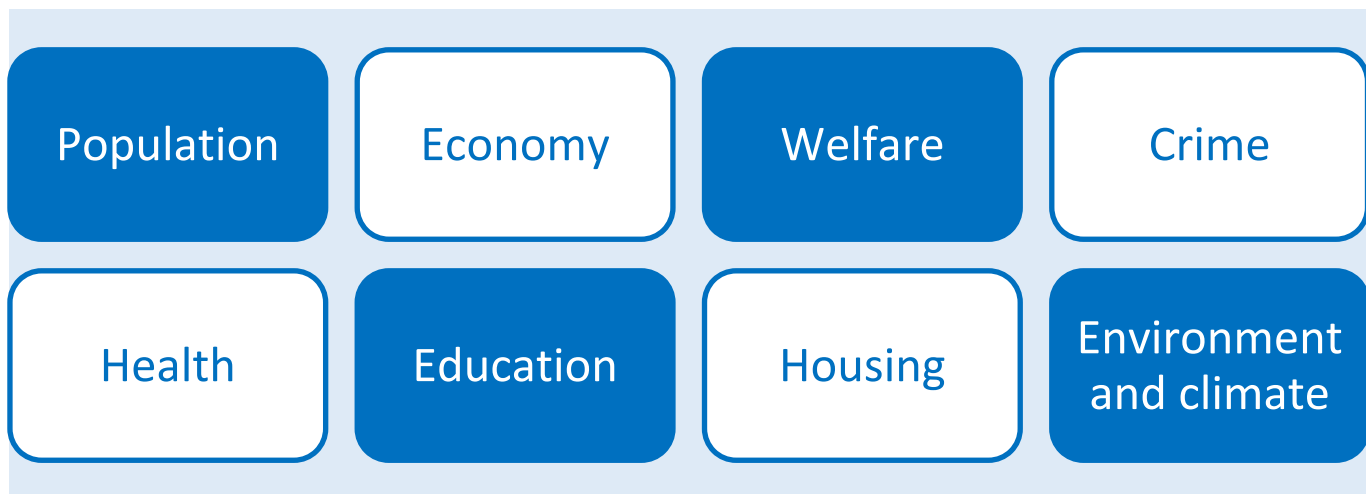 Population
Economy
Welfare
Crime
Health
Education
Housing
Environment
and climate